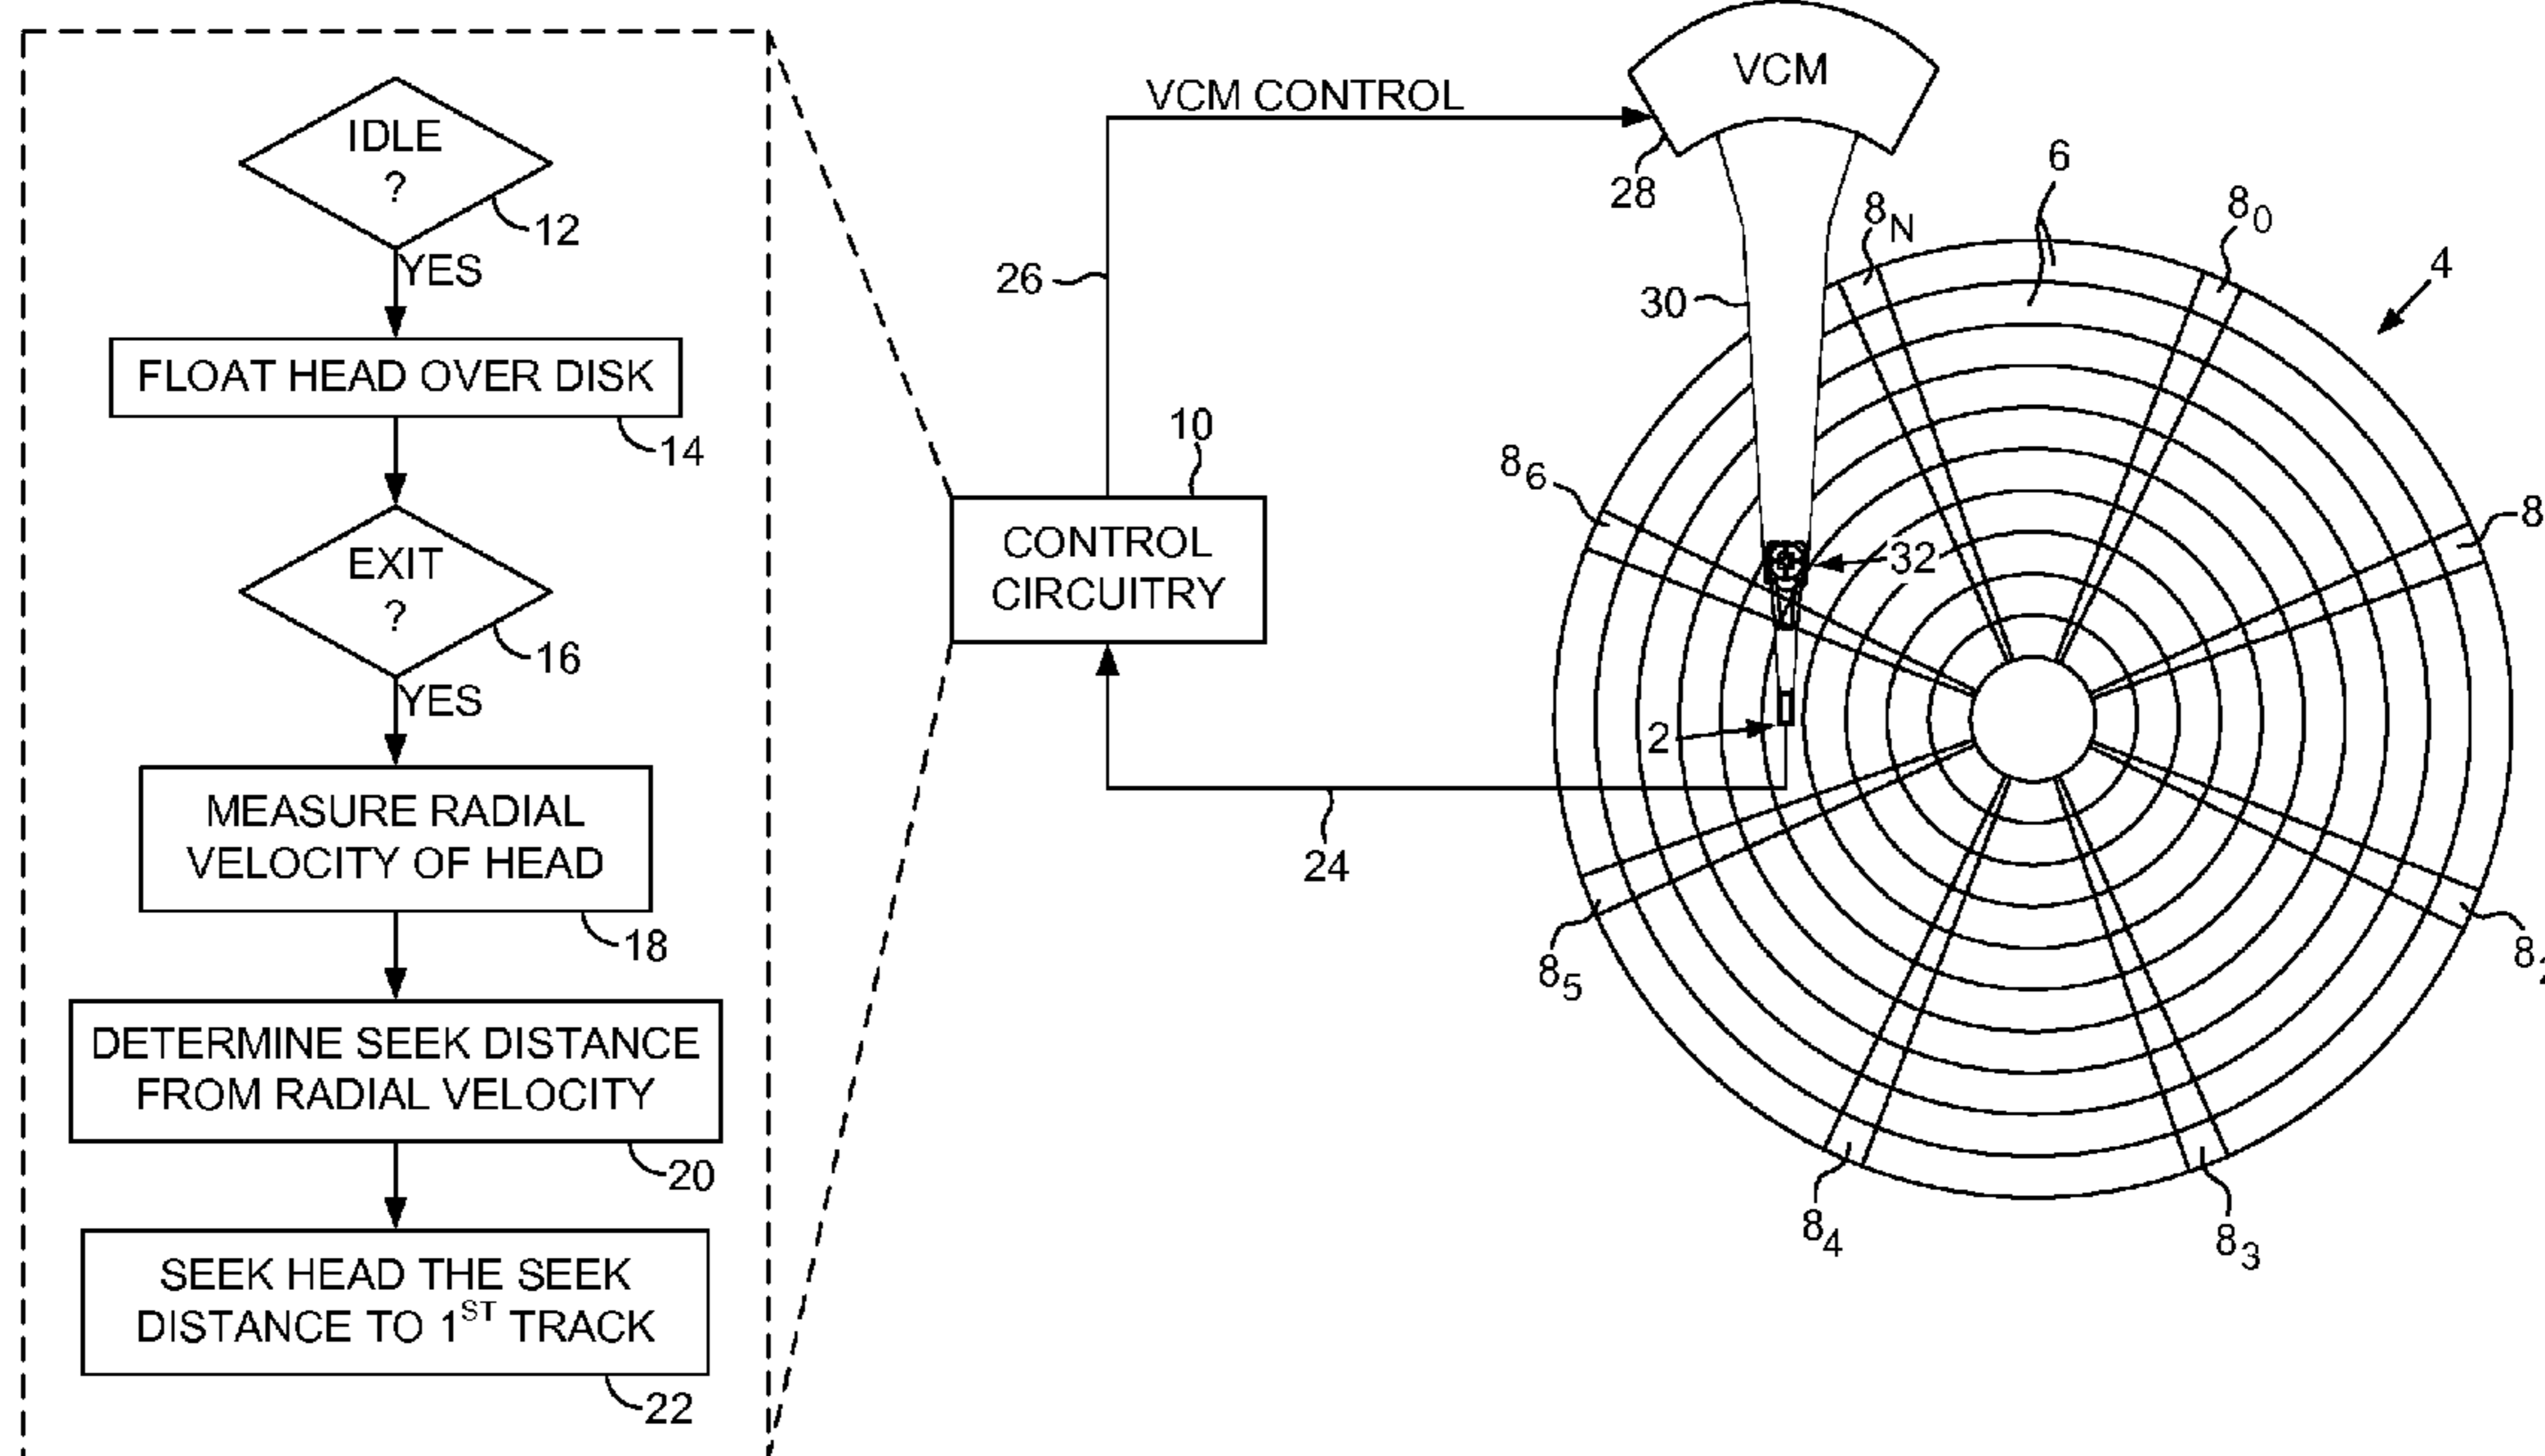 IDLE
?
12
YES
FLOAT HEAD OVER DISK
14
EXIT
?
16
YES
MEASURE RADIAL
VELOCITY OF HEAD
18
DETERMINE SEEK DISTANCE
FROM RADIAL VELOCITY
20
SEEK HEAD THE SEEK
DISTANCE TO 1ST TRACK
22
VCM CONTROL
26
10
CONTROL
CIRCUITRY
24
VCM
28
30
32
2
4
6
8N
80
8
82
83
84
85
86